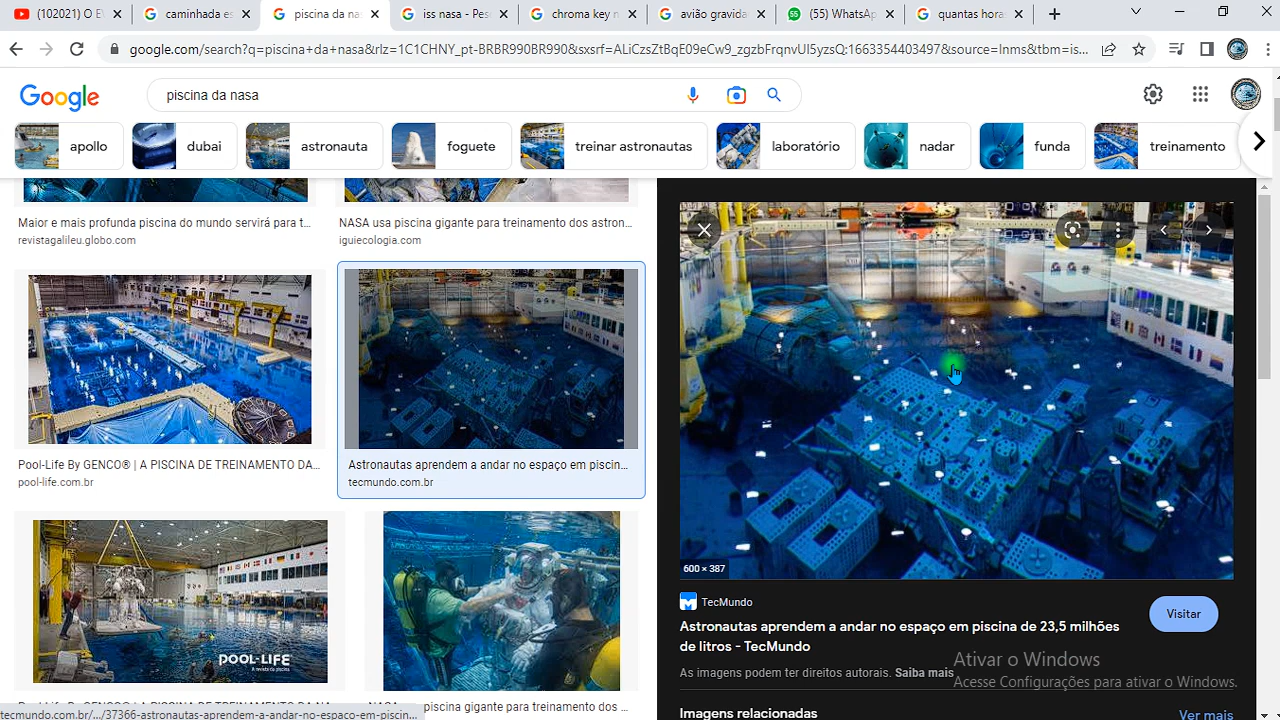 (102021) O E
caminhada es
piscina da na
iss nasa - Pes
chroma key n
avião gravida
(55) WhatsAp
quantas hora
google.com/search?q=piscina+da+nasa&rlz=1C1CHNY_pt-BRBR990BR990&sxsrf=ALiCzsZtBqE09eCw9_zgzbFrqnvUI5yzsQ:1663354403497&source=lnms&tbm=is...
Google
piscina da nasa
apollo
dubai
astronauta
foguete
treinar astronautas
laboratório
nadar
funda
treinamento
Maior e mais profunda piscina do mundo servirá para t...
revistagalileu.globo.com
NASA usa piscina gigante para treinamento dos astron...
iguiecologia.com
Pool-Life By GENCO® | A PISCINA DE TREINAMENTO DA...
pool-life.com.br
Astronautas aprendem a andar no espaço em piscin...
tecmundo.com.br
POOL-LIFE
A revista da piscina
piscina gigante para treinamento dos ...
tecmundo.com.br/.../37366-astronautas-aprendem-a-andar-no-espaco-em-piscin...
600 × 387
TecMundo
Astronautas aprendem a andar no espaço em piscina de 23,5 milhões
de litros - TecMundo
Visitar
As imagens podem ter direitos autorais. Saiba mais
Ativar o Windows
Acesse Configurações para ativar o Windows.
Imagens relacionadas
Ver mais